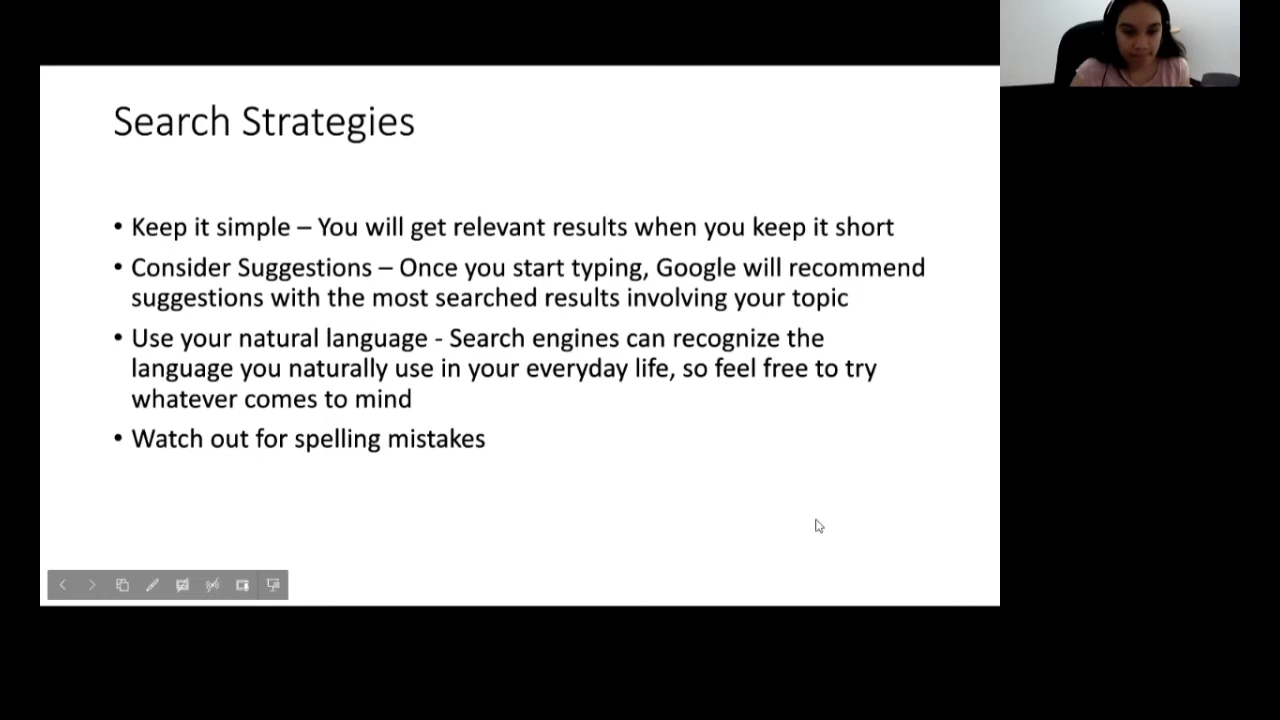 Search Strategies
• Keep it simple – You will get relevant results when you keep it short
• Consider Suggestions – Once you start typing, Google will recommend
suggestions with the most searched results involving your topic
• Use your natural language - Search engines can recognize the
language you naturally use in your everyday life, so feel free to try
whatever comes to mind
• Watch out for spelling mistakes